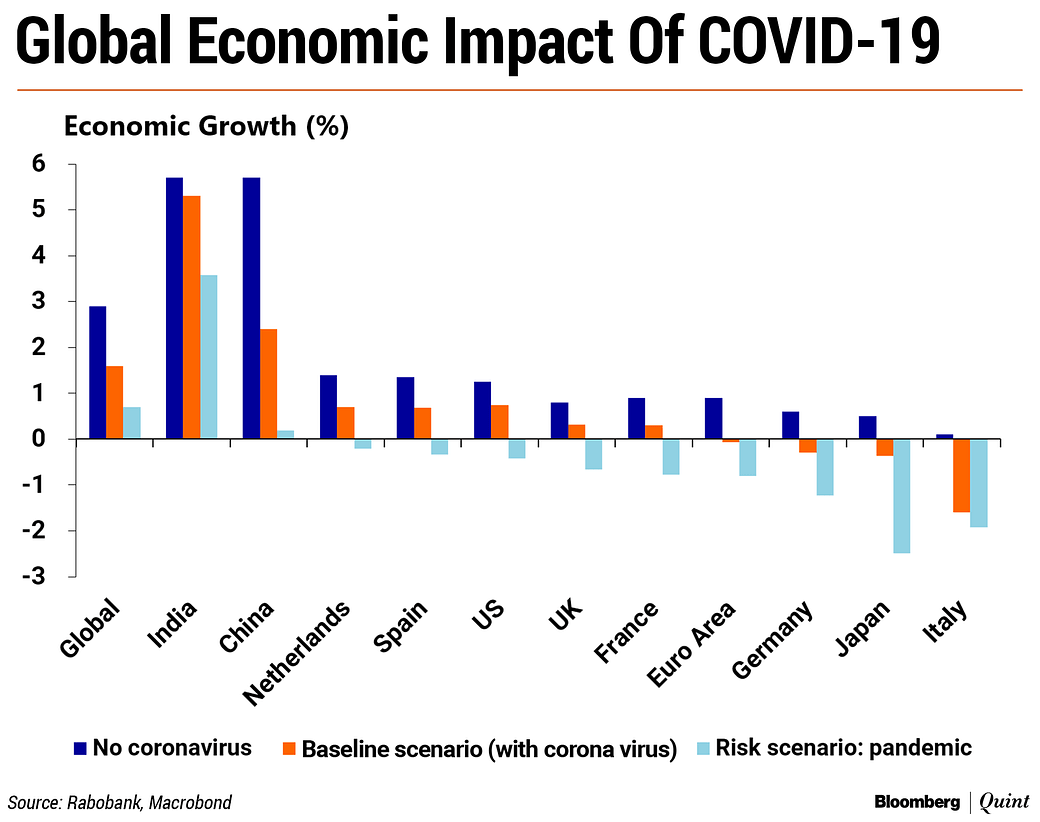 Global Economic Impact Of COVID-19
Economic Growth (%)
6
5
4
3
2
1
0
-1
-2
-3
Global
India
China
Netherlands
Spain
US
UK
France
Euro Area
Germany
Japan
Italy
No coronavirus
Baseline scenario (with corona virus)
Risk scenario: pandemic
Source: Rabobank, Macrobond
Bloomberg | Quint